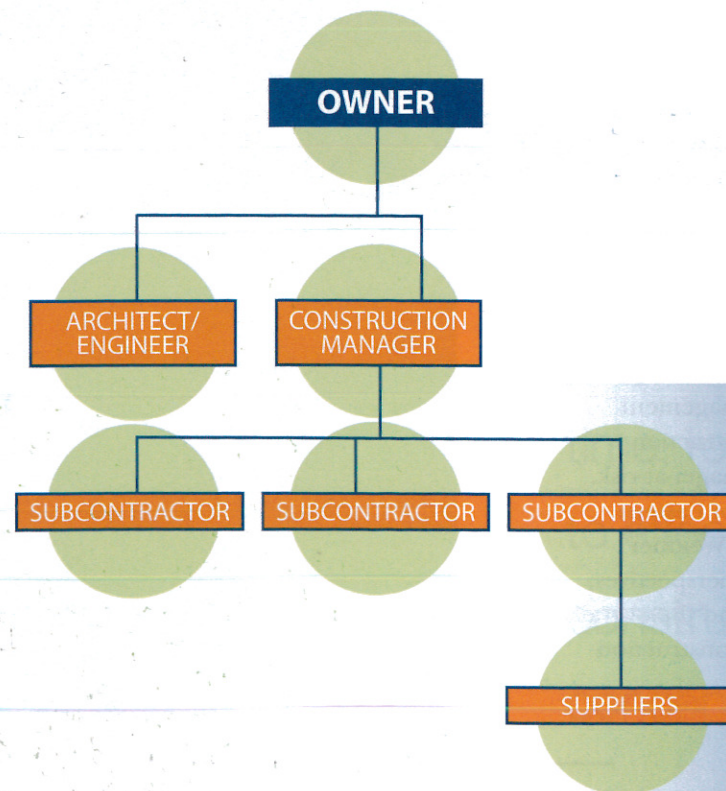 OWNER
ARCHITECT/
ENGINEER
CONSTRUCTION
MANAGER
SUBCONTRACTOR
SUBCONTRACTOR
SUBCONTRACTOR
SUPPLIERS